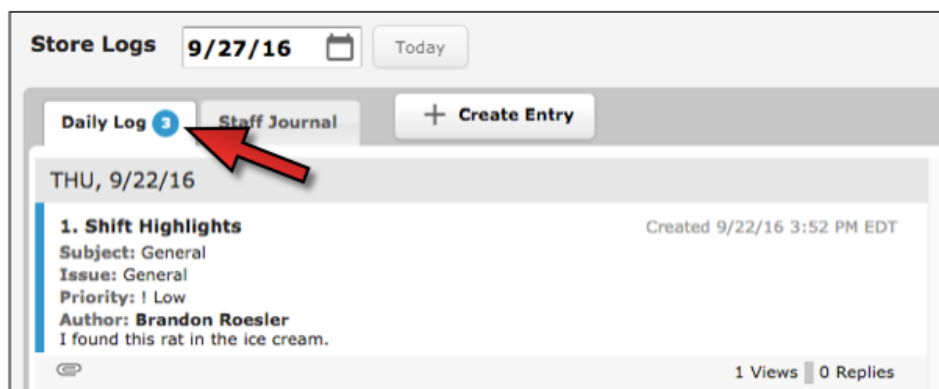 Store Logs 9/27/16 Today
Daily Log 3 Staff Journal + Create Entry
THU, 9/22/16
1. Shift Highlights Created 9/22/16 3:52 PM EDT
Subject: General
Issue: General
Priority: ! Low
Author: Brandon Roesler
I found this rat in the ice cream.
1 Views 0 Replies